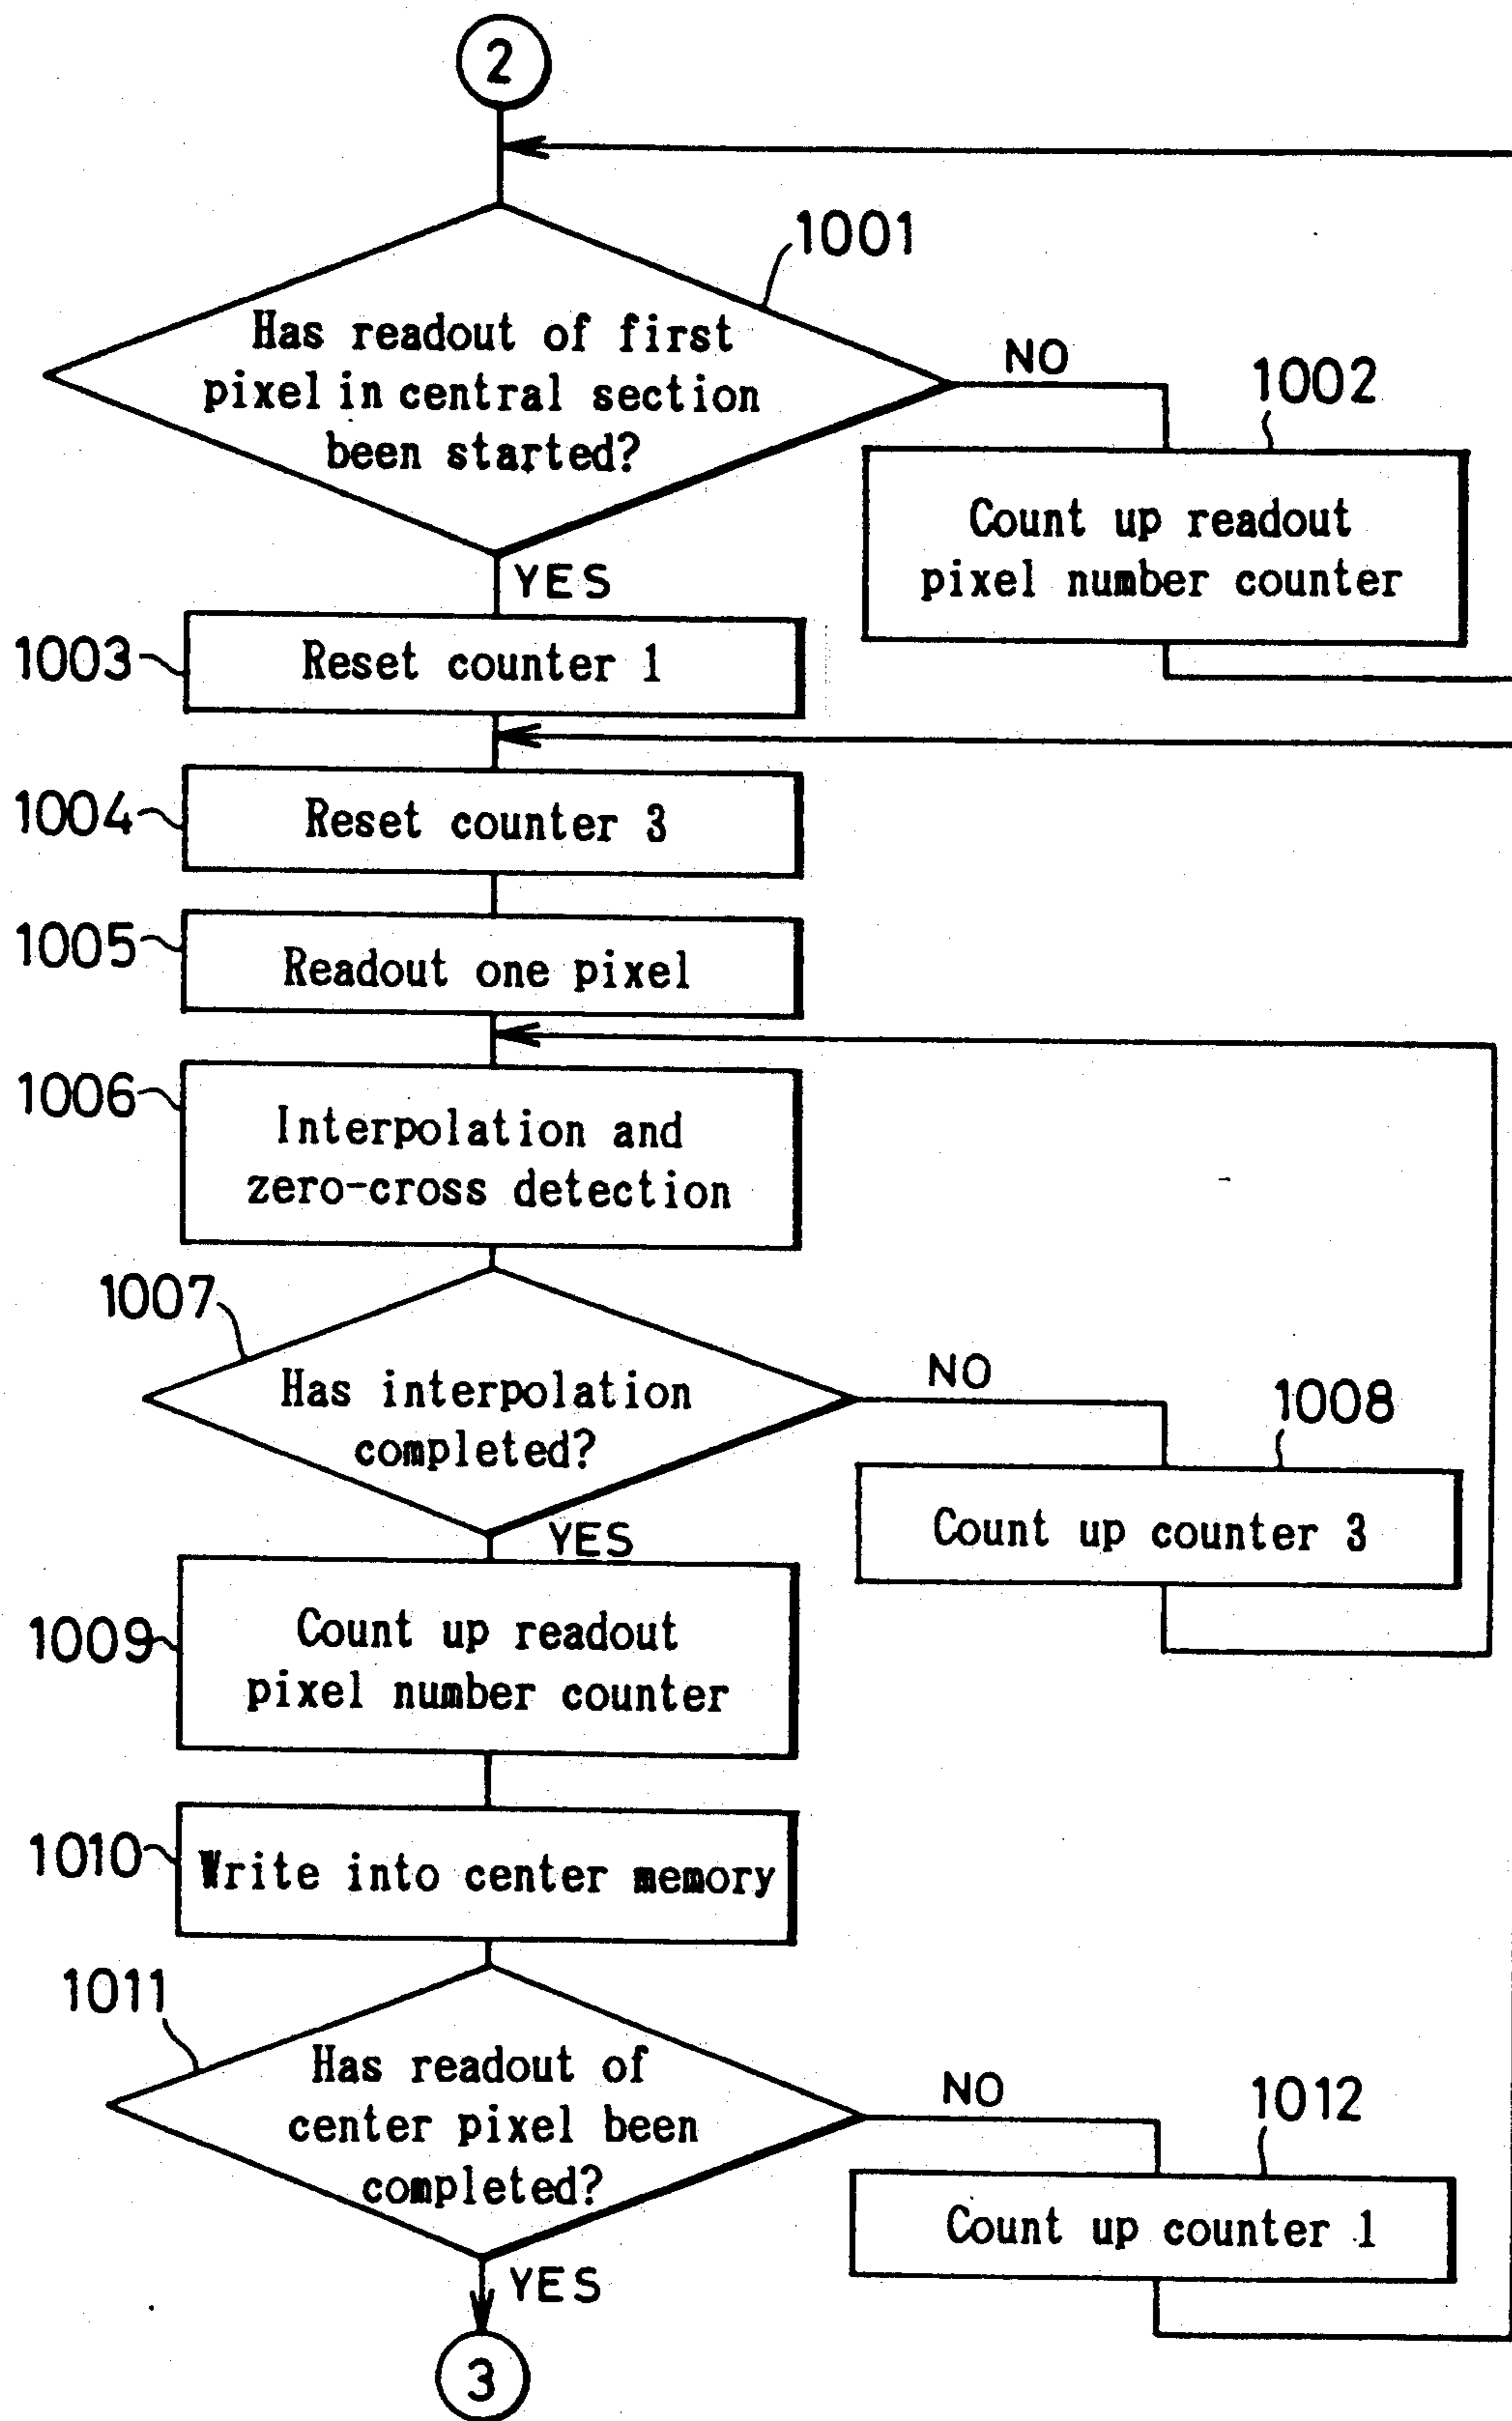 2
1001
Has readout of first
pixel in central section
been started?
NO
1002
Count up readout
pixel number counter
YES
1003
Reset counter 1
1004
Reset counter 3
1005
Readout one pixel
1006
Interpolation and
zero-cross detection
1007
Has interpolation
completed?
NO
1008
Count up counter 3
YES
1009
Count up readout
pixel number counter
1010
Write into center memory
1011
Has readout of
center pixel been
completed?
NO
1012
Count up counter 1
YES
3